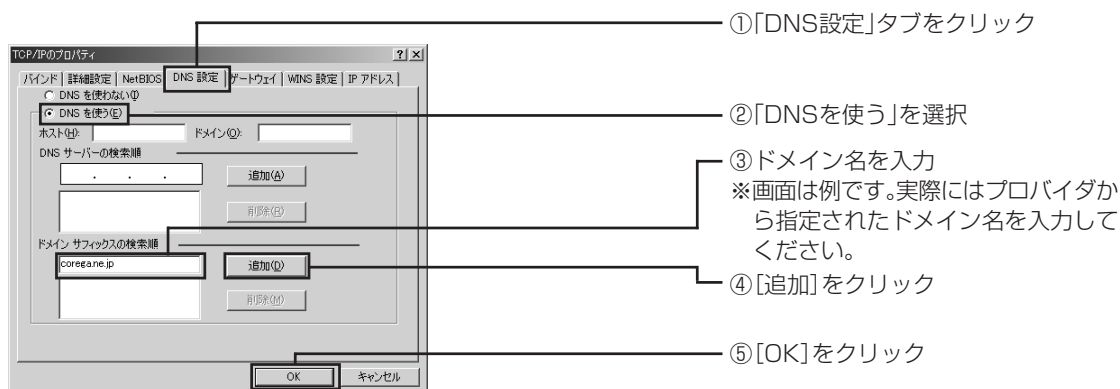 ①「DNS設定」タブをクリック
TCP/IPのプロパティ
バインド 詳細設定 NetBIOS DNS 設定 ゲートウェイ WINS 設定 IP アドレス
DNS を使わない(I)
DNS を使う(E)
②「DNSを使う」を選択
ホスト(H): ドメイン(O):
DNS サーバーの検索順
追加(A)
削除(R)
③ドメイン名を入力
※画面は例です。実際にはプロバイダか
ら指定されたドメイン名を入力して
ください。
ドメイン サフィックスの検索順
corega.ne.jp 追加(D)
④[追加]をクリック
削除(M)
⑤[OK]をクリック
OK キャンセル